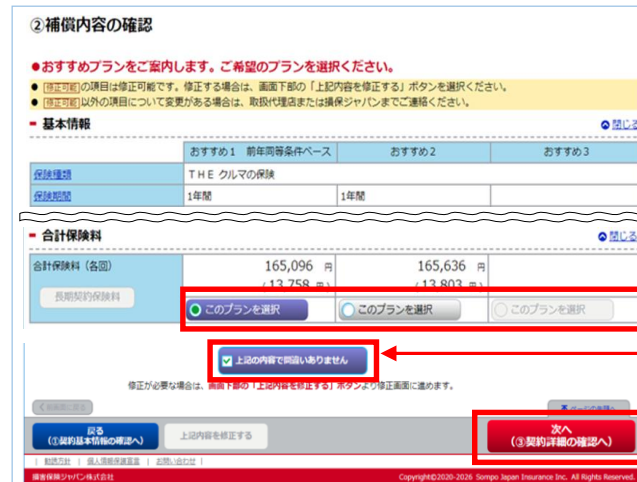 ②補償内容の確認
●おすすめプランをご案内します。ご希望のプランを選択ください。
● 修正可能の項目は修正可能です。修正する場合は、画面下部の「上記内容を修正する」ボタンを選択ください。
● 修正可能以外の項目について変更がある場合は、取扱代理店または損保ジャパンまでご連絡ください。
基本情報 閉じる
おすすめ1 前年同等条件ベース おすすめ2 おすすめ3
保険種類 THE クルマの保険
保険期間 1年間 1年間
合計保険料 閉じる
合計保険料（各回） 165,096 円 165,636 円
（13,758 円） （13,803 円）
長期契約保険料
このプランを選択 このプランを選択 このプランを選択
上記の内容で間違いありません
修正が必要な場合は、画面下部の「上記内容を修正する」ボタンより修正画面に進めます。
戻る 上記内容を修正する 次へ
（①契約基本情報の確認へ） （③契約詳細の確認へ）
| 勧誘方針 | 個人情報保護宣言 | お問い合わせ |
損害保険ジャパン株式会社 Copyright©2020-2026 Sompo Japan Insurance Inc. All Rights Reserved.